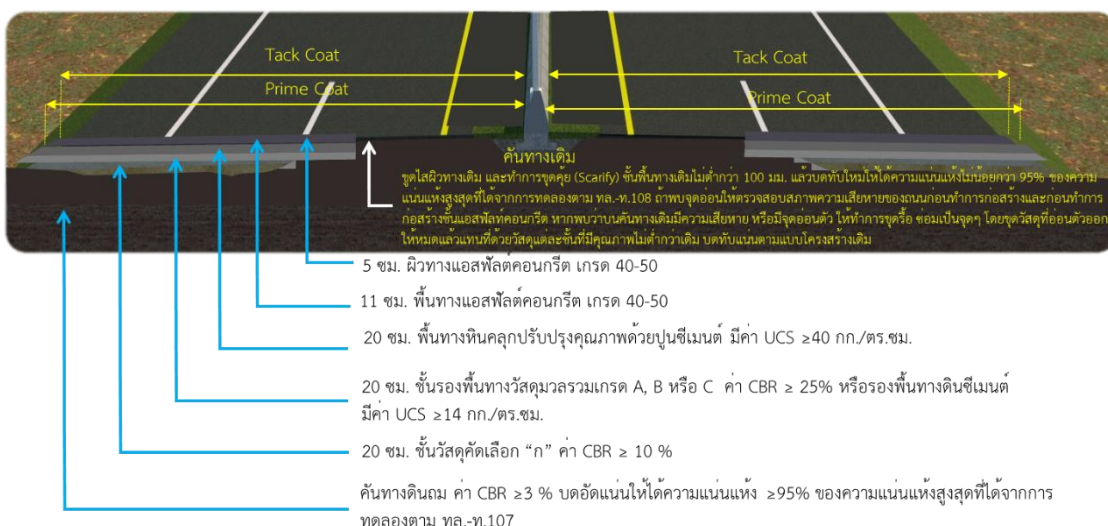 Tack Coat
Tack Coat
Prime Coat
Prime Coat
คันทางเดิม
ขูดไสผิวทางเดิม และทำการขุดคุ้ย (Scarify) ชั้นพื้นทางเดิมไม่ต่ำกว่า 100 มม. แล้วบดทับใหม่ให้ได้ความแน่นแห้งไม่น้อยกว่า 95% ของความ
แน่นแห้งสูงสุดที่ได้จากการทดลองตาม ทล.-ท.108 ถ้าพบจุดอ่อนให้ตรวจสอบสภาพความเสียหายของถนนก่อนทำการก่อสร้างและก่อนทำการ
ก่อสร้างชั้นแอสฟัลท์คอนกรีต หากพบว่าบนคันทางเดิมมีความเสียหาย หรือมีจุดอ่อนตัว ให้ทำการขุดรื้อ ซ่อมเป็นจุดๆ โดยขุดวัสดุที่อ่อนตัวออก
ให้หมดแล้วแทนที่ด้วยวัสดุแต่ละชั้นที่มีคุณภาพไม่ต่ำกว่าเดิม บดทับแน่นตามแบบโครงสร้างเดิม
5 ซม. ผิวทางแอสฟัลต์คอนกรีต เกรด 40-50
11 ซม. พื้นทางแอสฟัลต์คอนกรีต เกรด 40-50
20 ซม. พื้นทางหินคลุกปรับปรุงคุณภาพด้วยปูนซีเมนต์ มีค่า UCS ≥40 กก./ตร.ซม.
20 ซม. ชั้นรองพื้นทางวัสดุมวลรวมเกรด A, B หรือ C ค่า CBR ≥ 25% หรือรองพื้นทางดินซีเมนต์
มีค่า UCS ≥14 กก./ตร.ซม.
20 ซม. ชั้นวัสดุคัดเลือก "ก" ค่า CBR ≥ 10 %
คันทางดินถม ค่า CBR ≥3 % บดอัดแน่นให้ได้ความแน่นแห้ง ≥95% ของความแน่นแห้งสูงสุดที่ได้จากการ
ทดลองตาม ทล.-ท.107